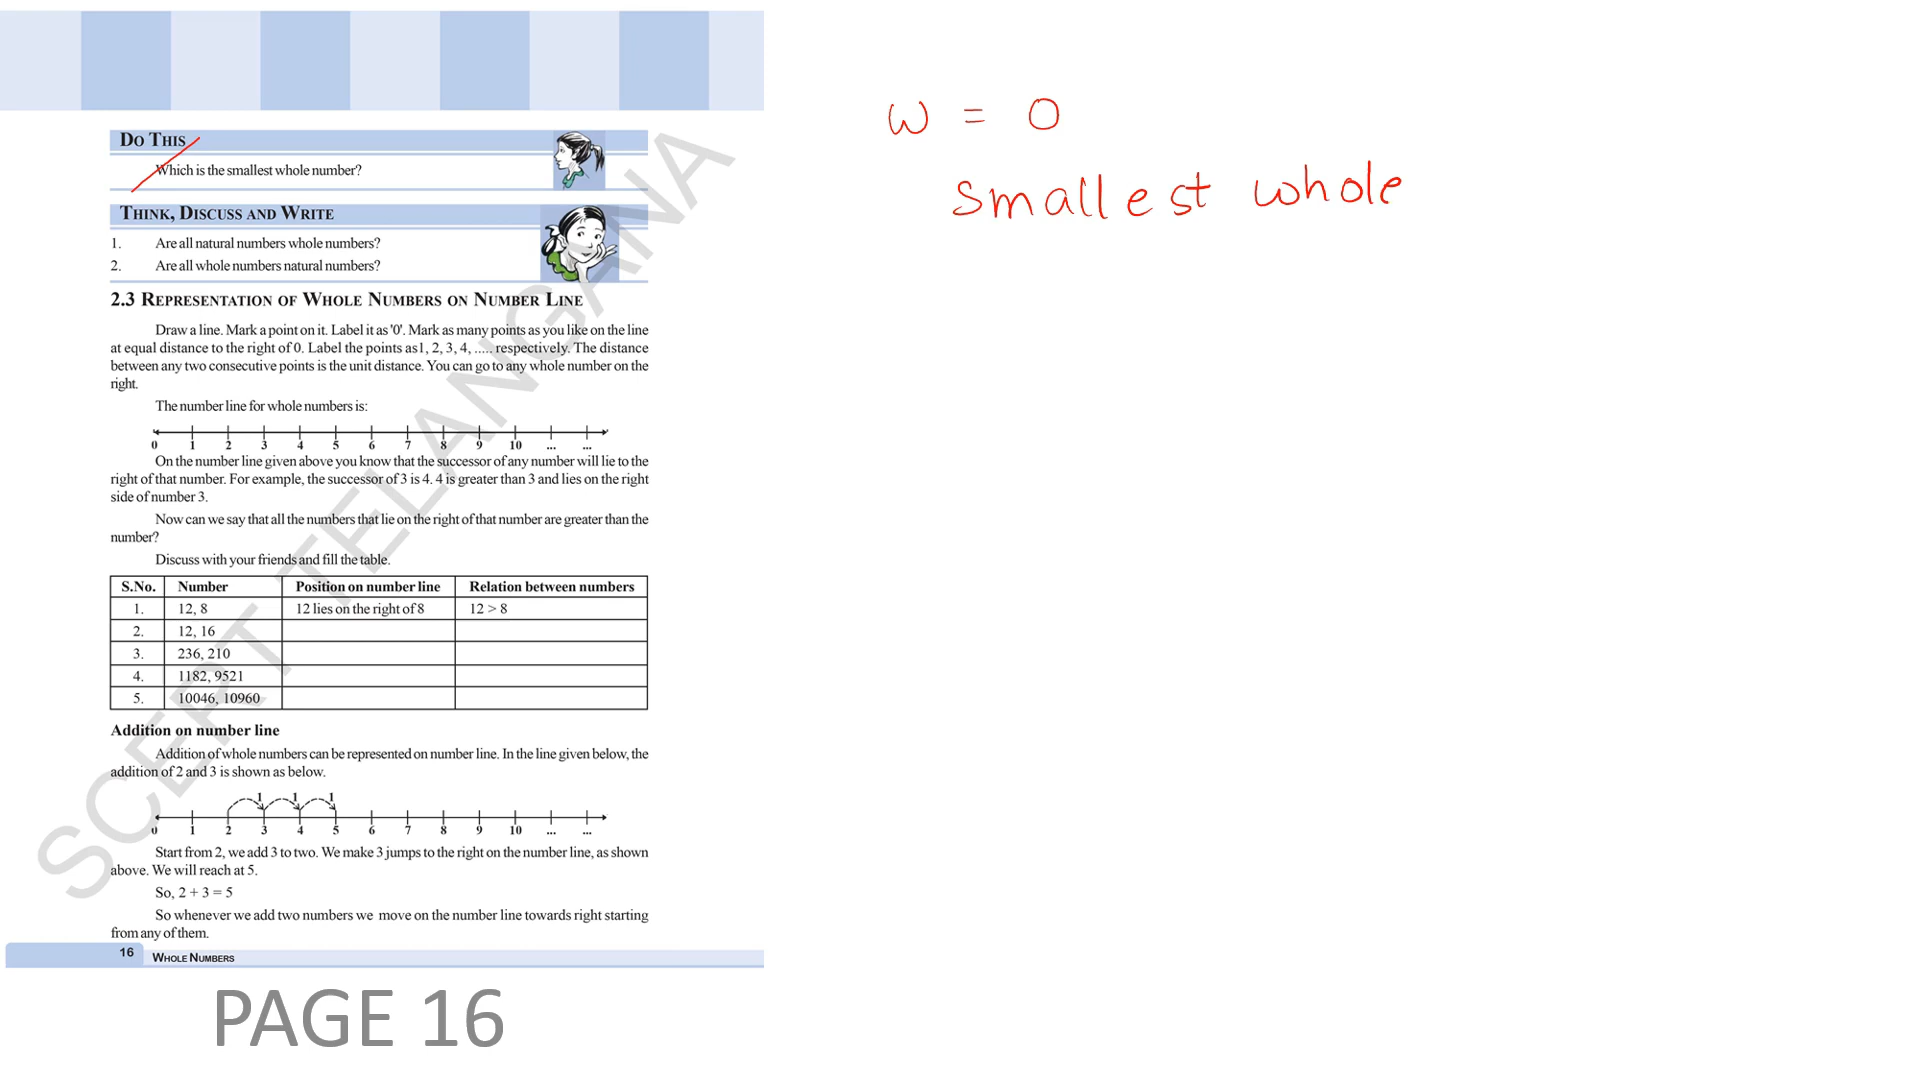 DO THIS
Which is the smallest whole number?
THINK, DISCUSS AND WRITE
1. Are all natural numbers whole numbers?
2. Are all whole numbers natural numbers?
2.3 REPRESENTATION OF WHOLE NUMBERS ON NUMBER LINE
Draw a line. Mark a point on it. Label it as '0'. Mark as many points as you like on the line
at equal distance to the right of 0. Label the points as1, 2, 3, 4, ..... respectively. The distance
between any two consecutive points is the unit distance. You can go to any whole number on the
right.
The number line for whole numbers is:
0 1 2 3 4 5 6 7 8 9 10 ... ...
On the number line given above you know that the successor of any number will lie to the
right of that number. For example, the successor of 3 is 4. 4 is greater than 3 and lies on the right
side of number 3.
Now can we say that all the numbers that lie on the right of that number are greater than the
number?
Discuss with your friends and fill the table.
S.No. Number Position on number line Relation between numbers
1. 12, 8 12 lies on the right of 8 12 > 8
2. 12, 16
3. 236, 210
4. 1182, 9521
5. 10046, 10960
Addition on number line
Addition of whole numbers can be represented on number line. In the line given below, the
addition of 2 and 3 is shown as below.
1 1 1
0 1 2 3 4 5 6 7 8 9 10 ... ...
Start from 2, we add 3 to two. We make 3 jumps to the right on the number line, as shown
above. We will reach at 5.
So, 2 + 3 = 5
So whenever we add two numbers we move on the number line towards right starting
from any of them.
16 WHOLE NUMBERS
SCERT TELANGANA
PAGE 16
w = 0
smallest whole